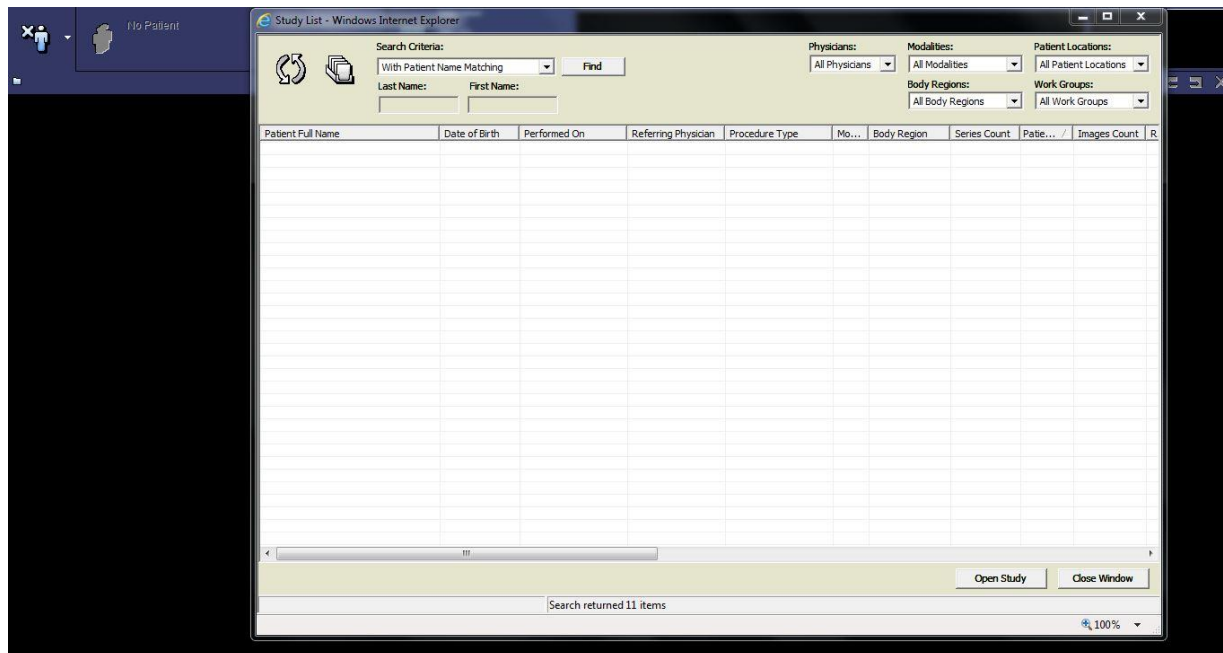 No Patient
Study List - Windows Internet Explorer
Search Criteria:
Physicians:
Modalities:
Patient Locations:
With Patient Name Matching
Find
All Physicians
All Modalities
All Patient Locations
Last Name:
First Name:
Body Regions:
Work Groups:
All Body Regions
All Work Groups
Patient Full Name
Date of Birth
Performed On
Referring Physician
Procedure Type
Mo...
Body Region
Series Count
Patie...
Images Count
R
Open Study
Close Window
Search returned 11 items
100%